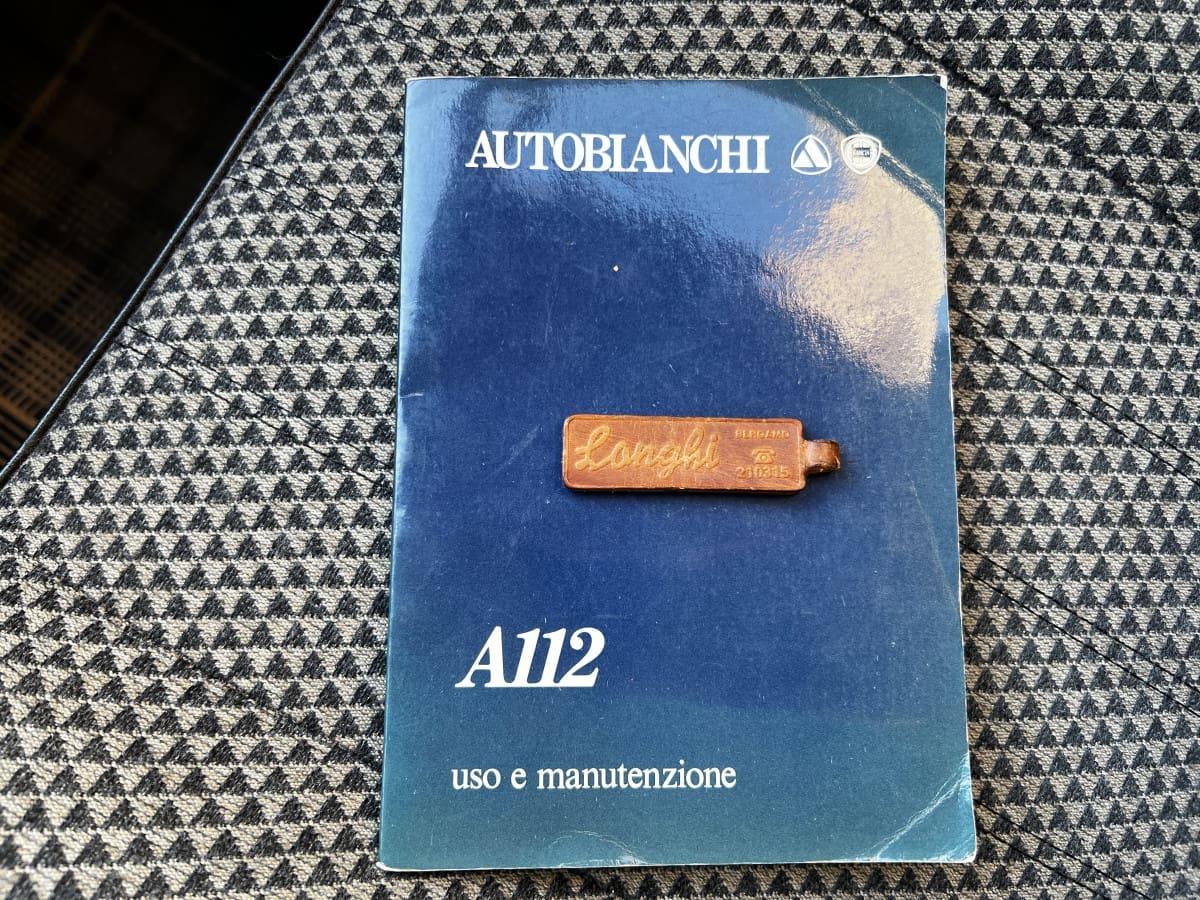 AUTOBIANCHI
Longhi
BERGAMO
☎
210315
A112
uso e manutenzione